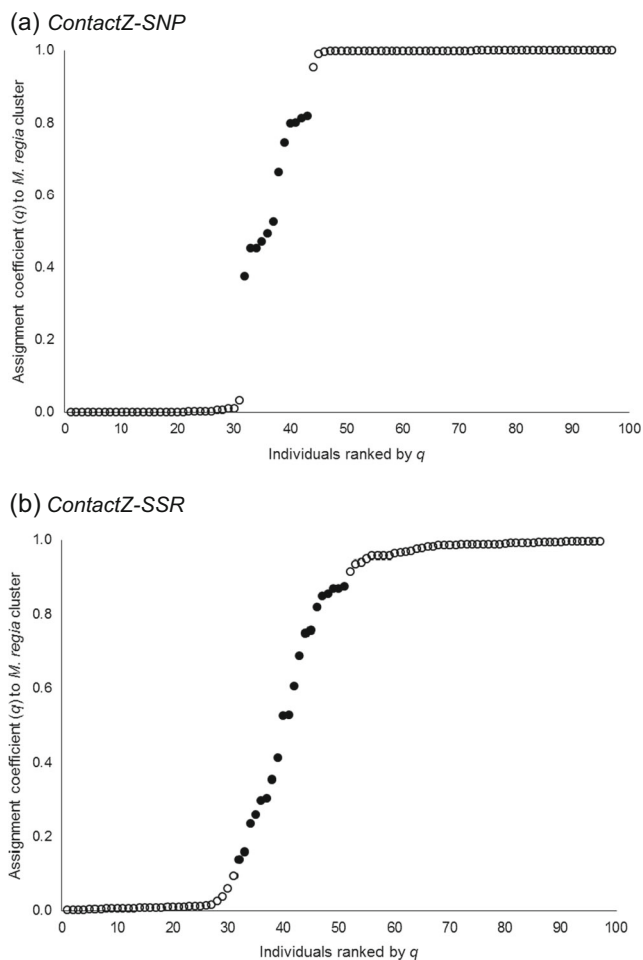 (a) ContactZ-SNP
1.0
0.8
0.6
0.4
0.2
0.0
Assignment coefficient (q) to M. regia cluster
0 10 20 30 40 50 60 70 80 90 100
Individuals ranked by q
(b) ContactZ-SSR
1.0
0.8
0.6
0.4
0.2
0.0
Assignment coefficient (q) to M. regia cluster
0 10 20 30 40 50 60 70 80 90 100
Individuals ranked by q